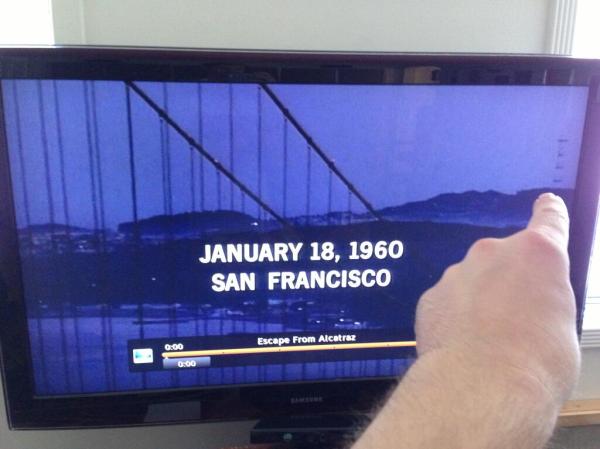 JANUARY 18, 1960
SAN FRANCISCO
0:00 Escape From Alcatraz
0:00
SAMSUNG